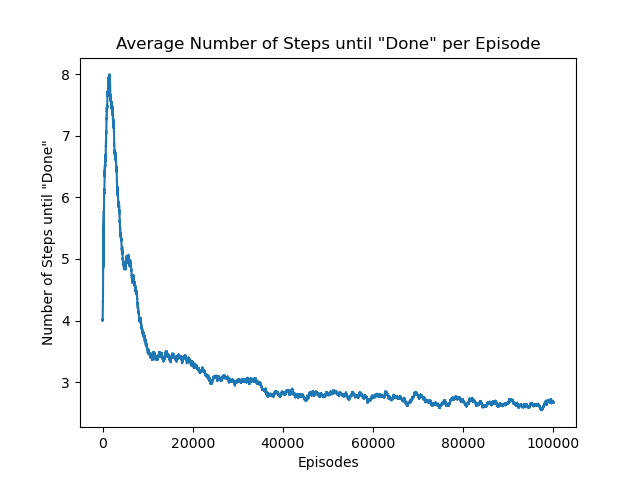 Average Number of Steps until "Done" per Episode
Number of Steps until "Done"
8
7
6
5
4
3
0 20000 40000 60000 80000 100000
Episodes